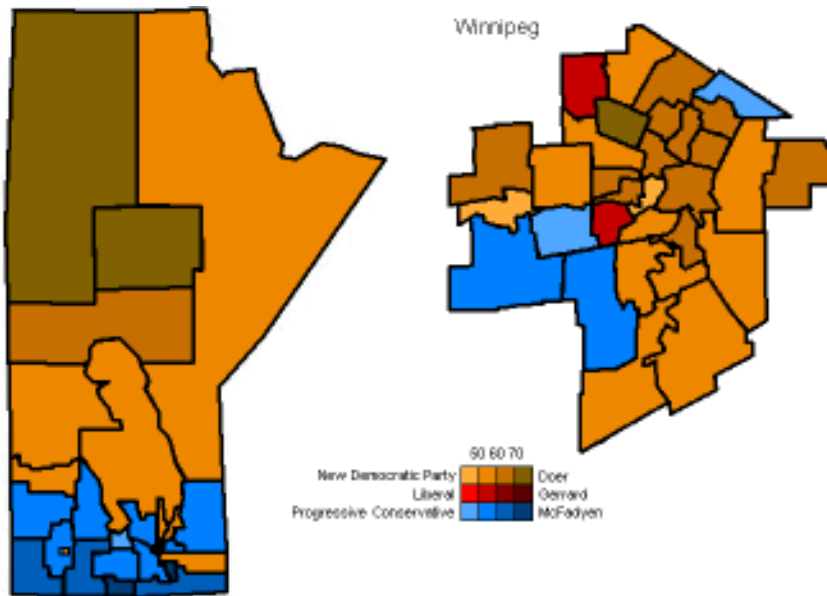 Winnipeg
50 60 70
New Democratic Party Doer
Liberal Gerrard
Progressive Conservative McFadyen